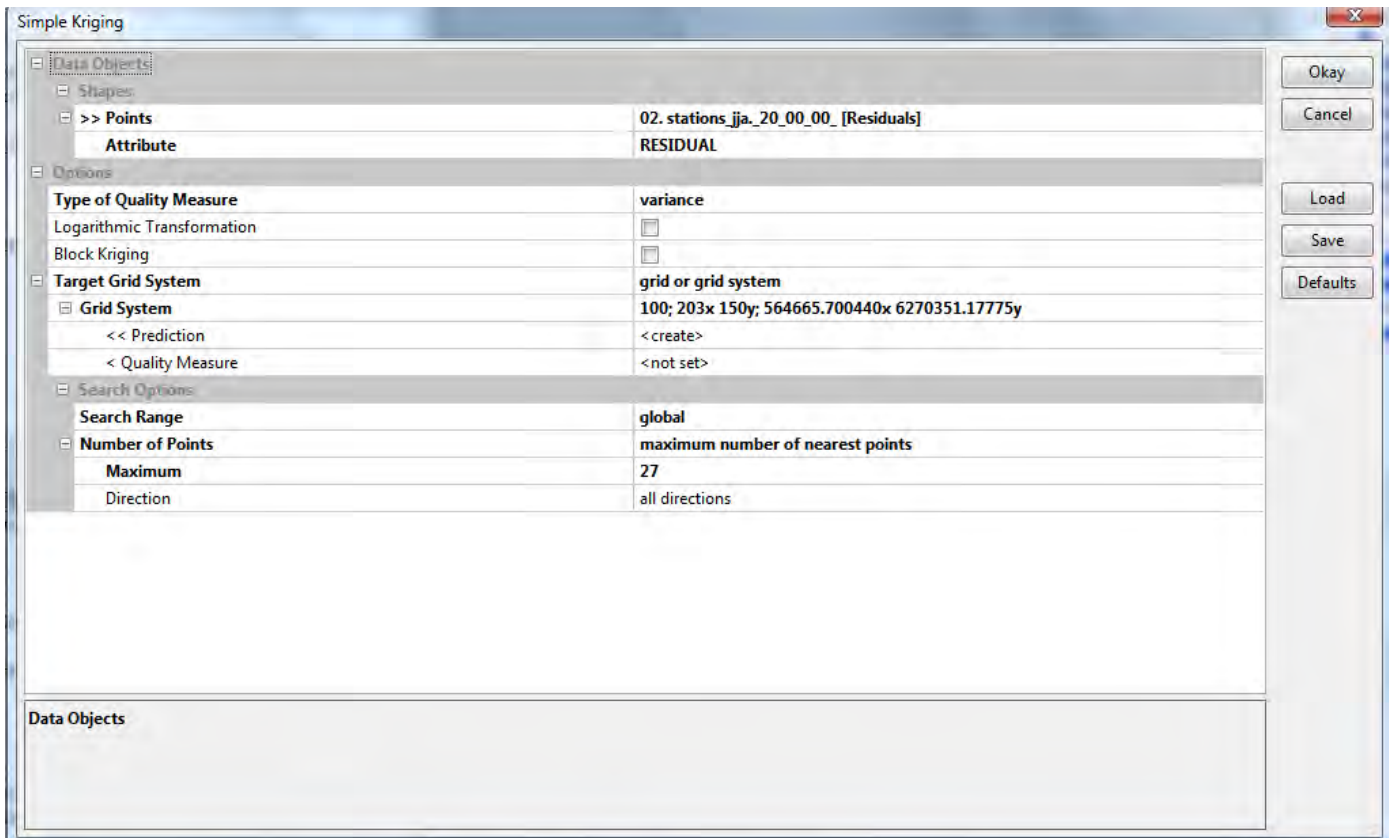 Simple Kriging
Data Objects
Shapes
>> Points 02. stations_jja._20_00_00_ [Residuals]
Attribute RESIDUAL
Options
Type of Quality Measure variance
Logarithmic Transformation
Block Kriging
Target Grid System grid or grid system
Grid System 100; 203x 150y; 564665.700440x 6270351.17775y
<< Prediction <create>
< Quality Measure <not set>
Search Options
Search Range global
Number of Points maximum number of nearest points
Maximum 27
Direction all directions
Okay
Cancel
Load
Save
Defaults
Data Objects